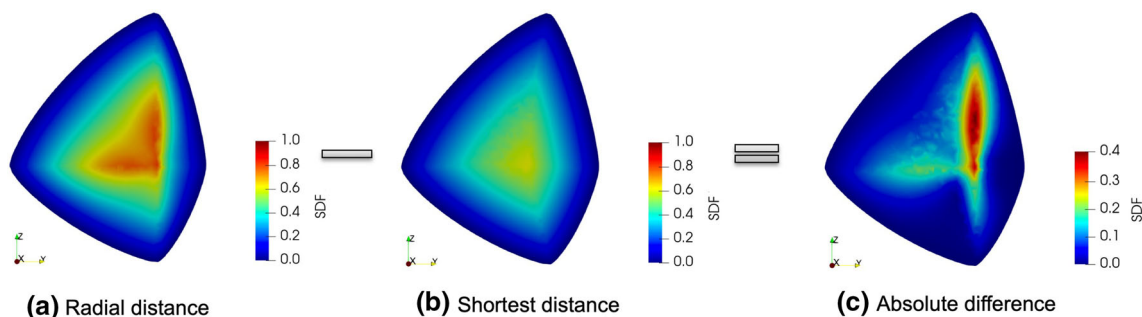 1.0
0.8
0.6
0.4
0.2
0.0
SDF
Z
X
Y
(a) Radial distance
1.0
0.8
0.6
0.4
0.2
0.0
SDF
Z
X
Y
(b) Shortest distance
0.4
0.3
0.2
0.1
0.0
SDF
Z
X
Y
(c) Absolute difference